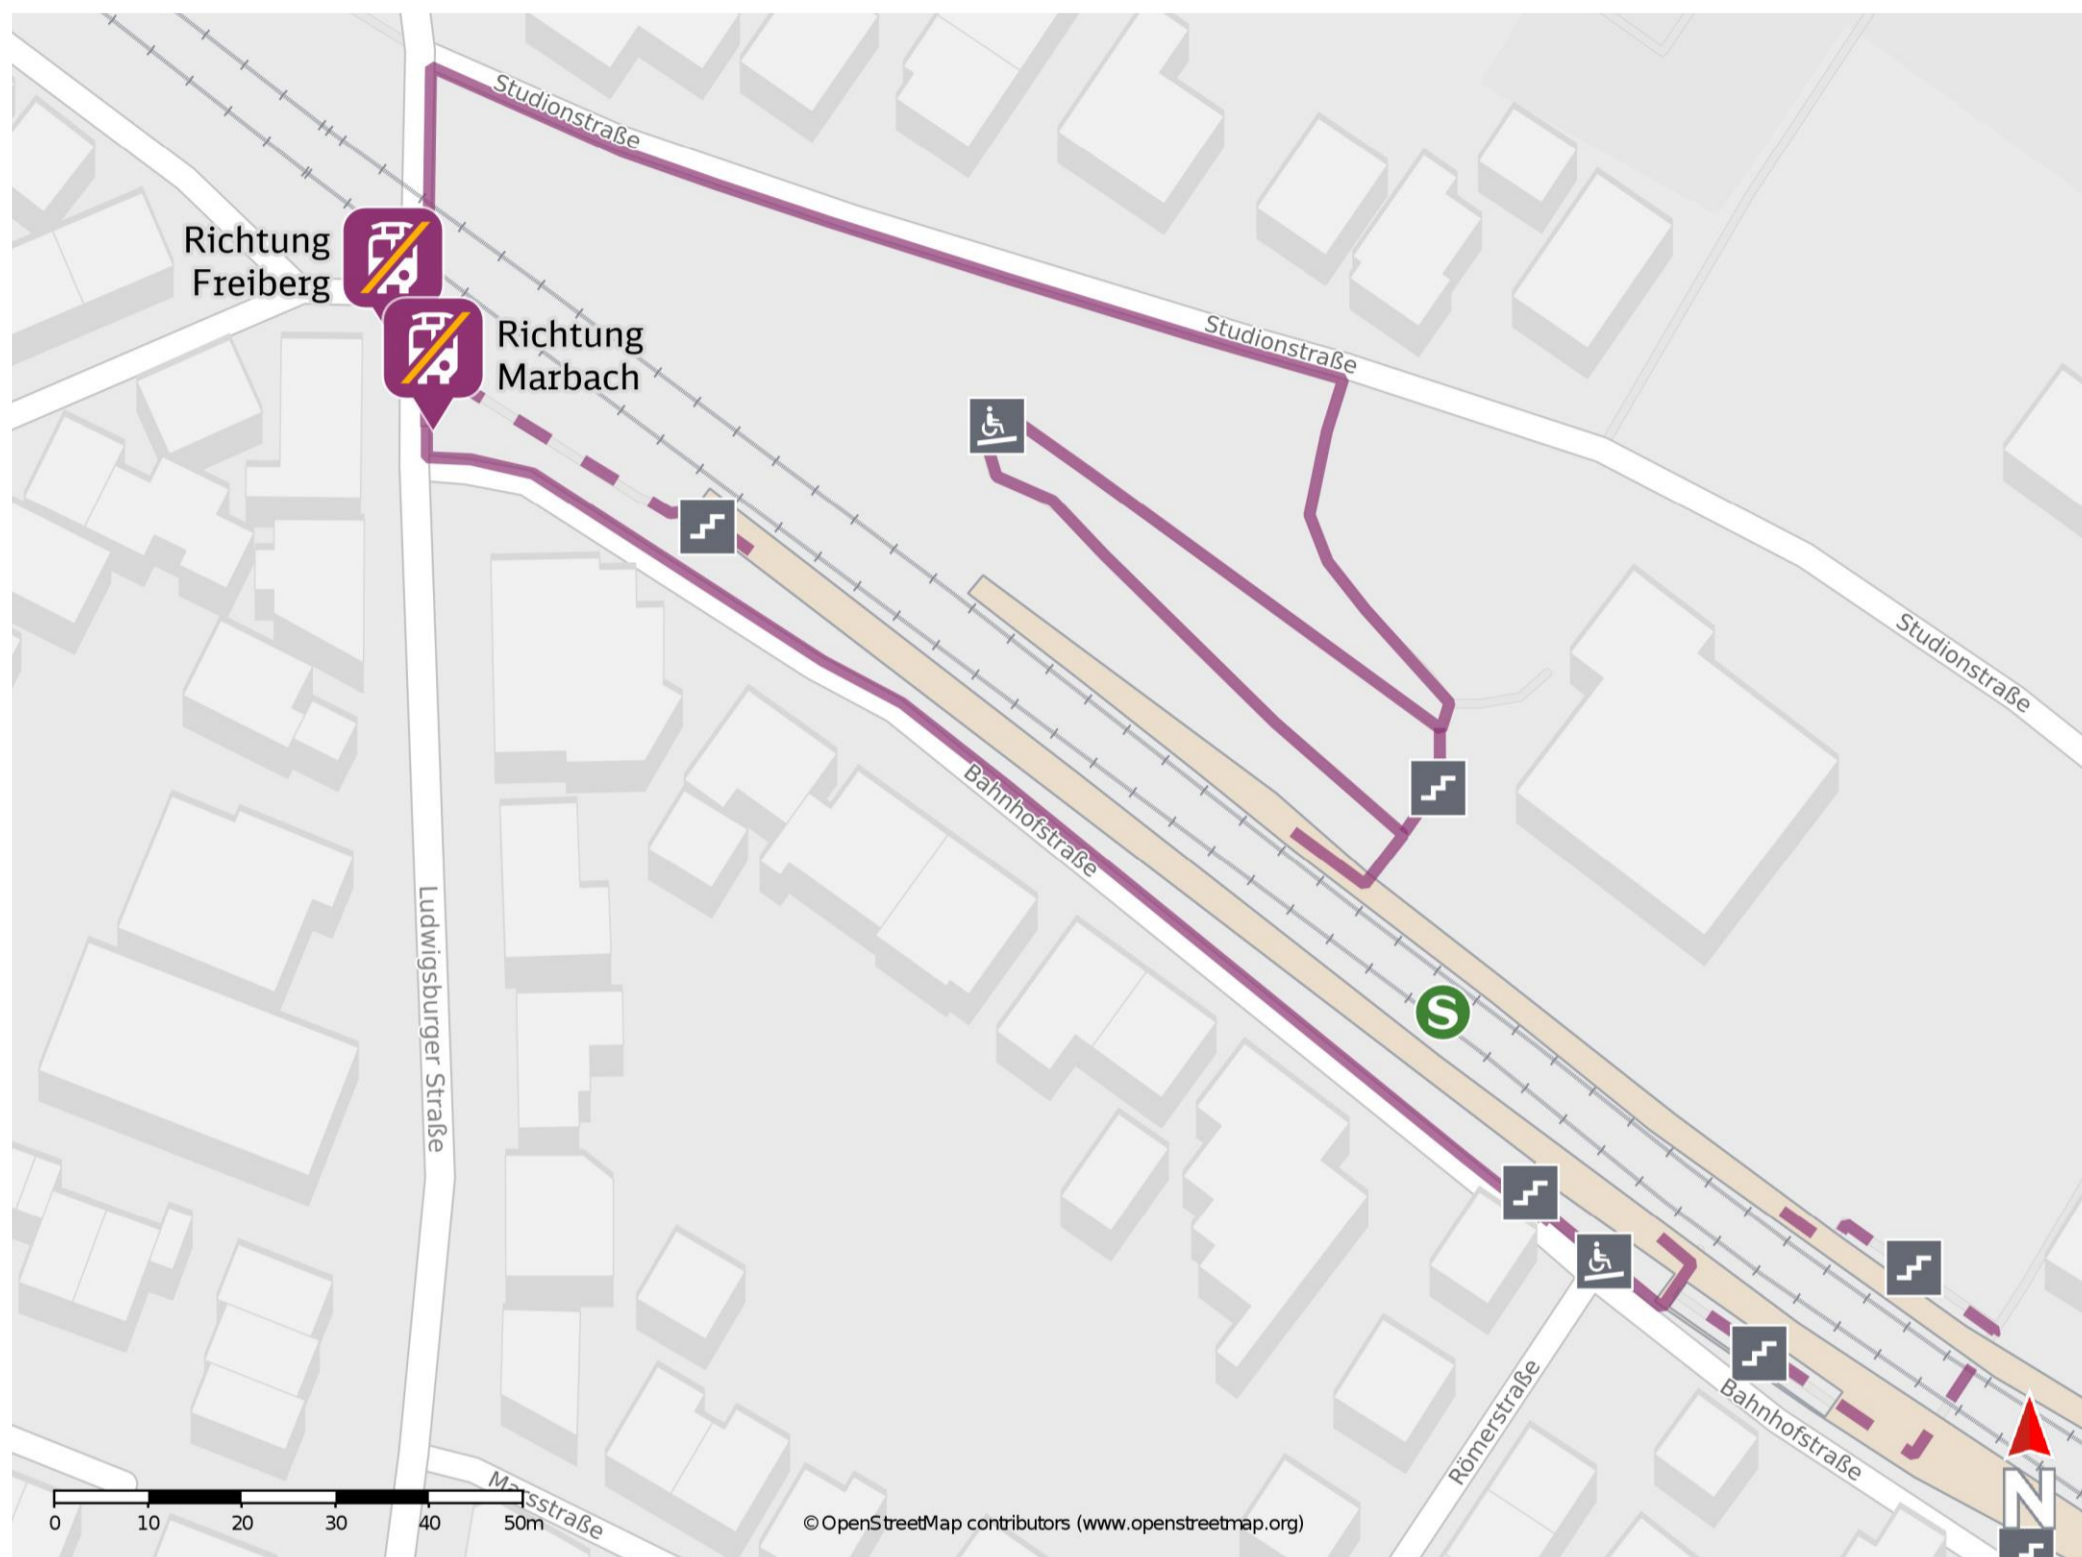 Studionstraße
Richtung
Freiberg
Richtung
Marbach
Studionstraße
Studionstraße
Bahnhofstraße
Ludwigsburger Straße
S
Römerstraße
Bahnhofstraße
N
0 10 20 30 40 50m
©OpenStreetMap contributors (www.openstreetmap.org)